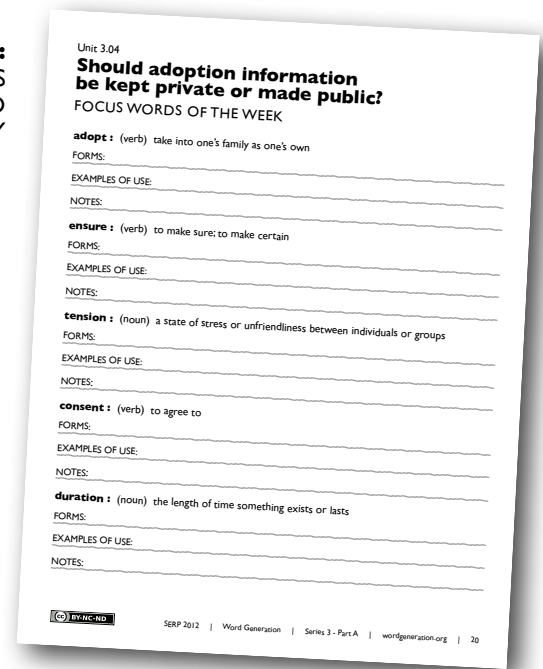 Unit 3.04
Should adoption information
be kept private or made public?
FOCUS WORDS OF THE WEEK
adopt : (verb) take into one's family as one's own
FORMS:
EXAMPLES OF USE:
NOTES:
ensure : (verb) to make sure; to make certain
FORMS:
EXAMPLES OF USE:
NOTES:
tension : (noun) a state of stress or unfriendliness between individuals or groups
FORMS:
EXAMPLES OF USE:
NOTES:
consent : (verb) to agree to
FORMS:
EXAMPLES OF USE:
NOTES:
duration : (noun) the length of time something exists or lasts
FORMS:
EXAMPLES OF USE:
NOTES:
cc BY-NC-ND
SERP 2012 | Word Generation | Series 3 - Part A | wordgeneration.org | 20